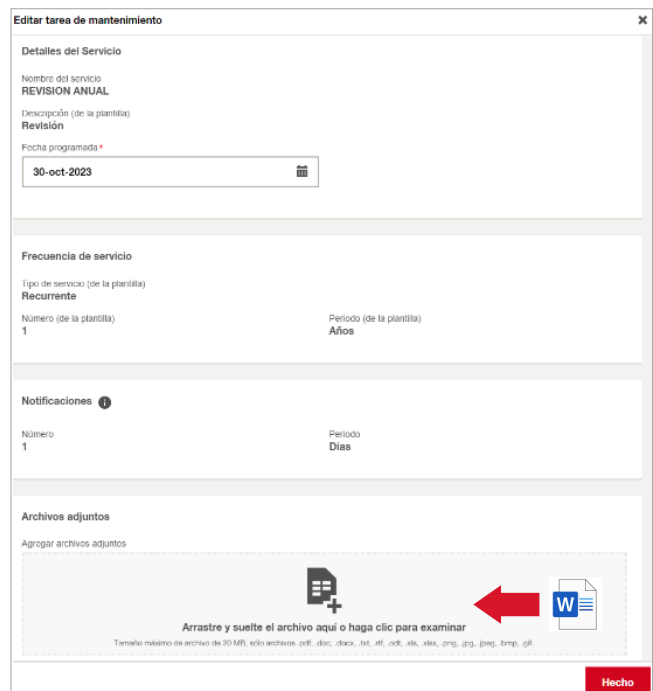 Editar tarea de mantenimiento
Detalles del Servicio
Nombre del servicio
REVISION ANUAL
Descripción (de la plantilla)
Revisión
Fecha programada *
30-oct-2023
Frecuencia de servicio
Tipo de servicio (de la plantilla)
Recurrente
Número (de la plantilla) Periodo (de la plantilla)
1 Años
Notificaciones i
Número Periodo
1 Días
Archivos adjuntos
Agregar archivos adjuntos
W
Arrastre y suelte el archivo aquí o haga clic para examinar
Tamaño máximo de archivo de 20 MB, sólo archivos .pdf, .doc, .docx, .txt, .rtf, .odt, .xls, .xlsx, .png, .jpg, .jpeg, .bmp, .gif.
Hecho